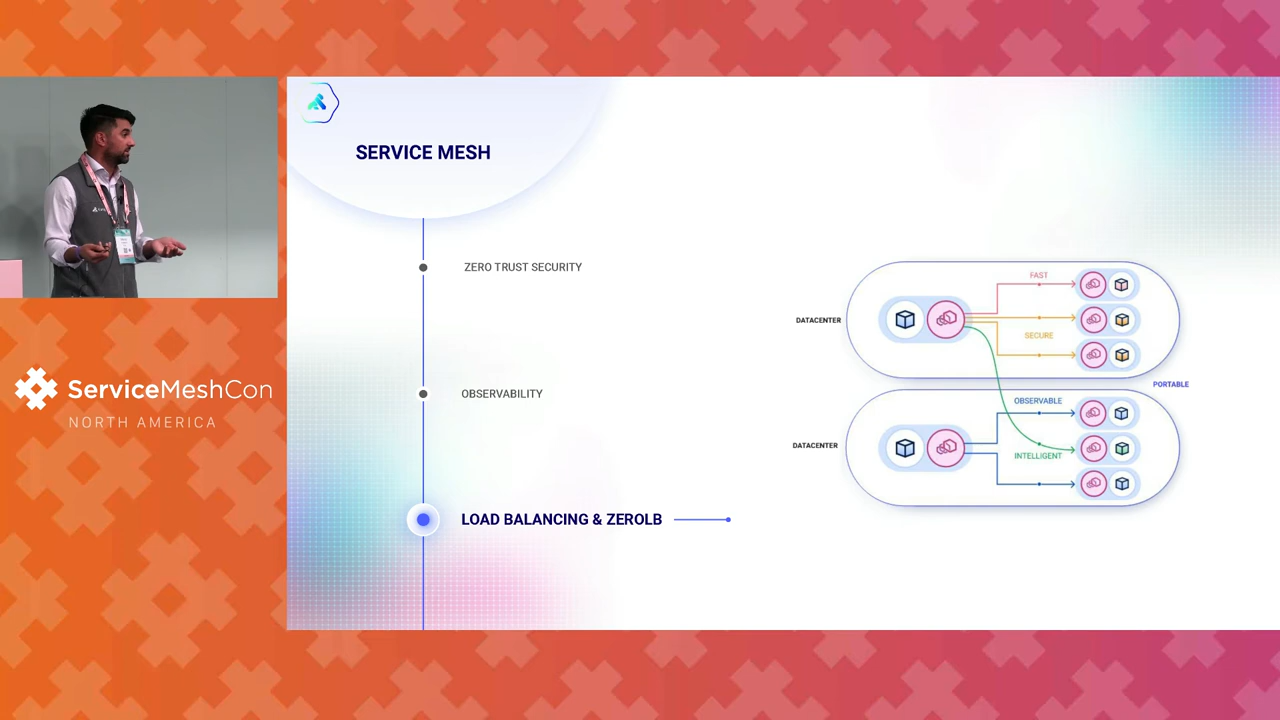 SERVICE MESH
ZERO TRUST SECURITY
OBSERVABILITY
LOAD BALANCING & ZEROLB
DATACENTER
FAST
SECURE
PORTABLE
DATACENTER
OBSERVABLE
INTELLIGENT
ServiceMeshCon
NORTH AMERICA